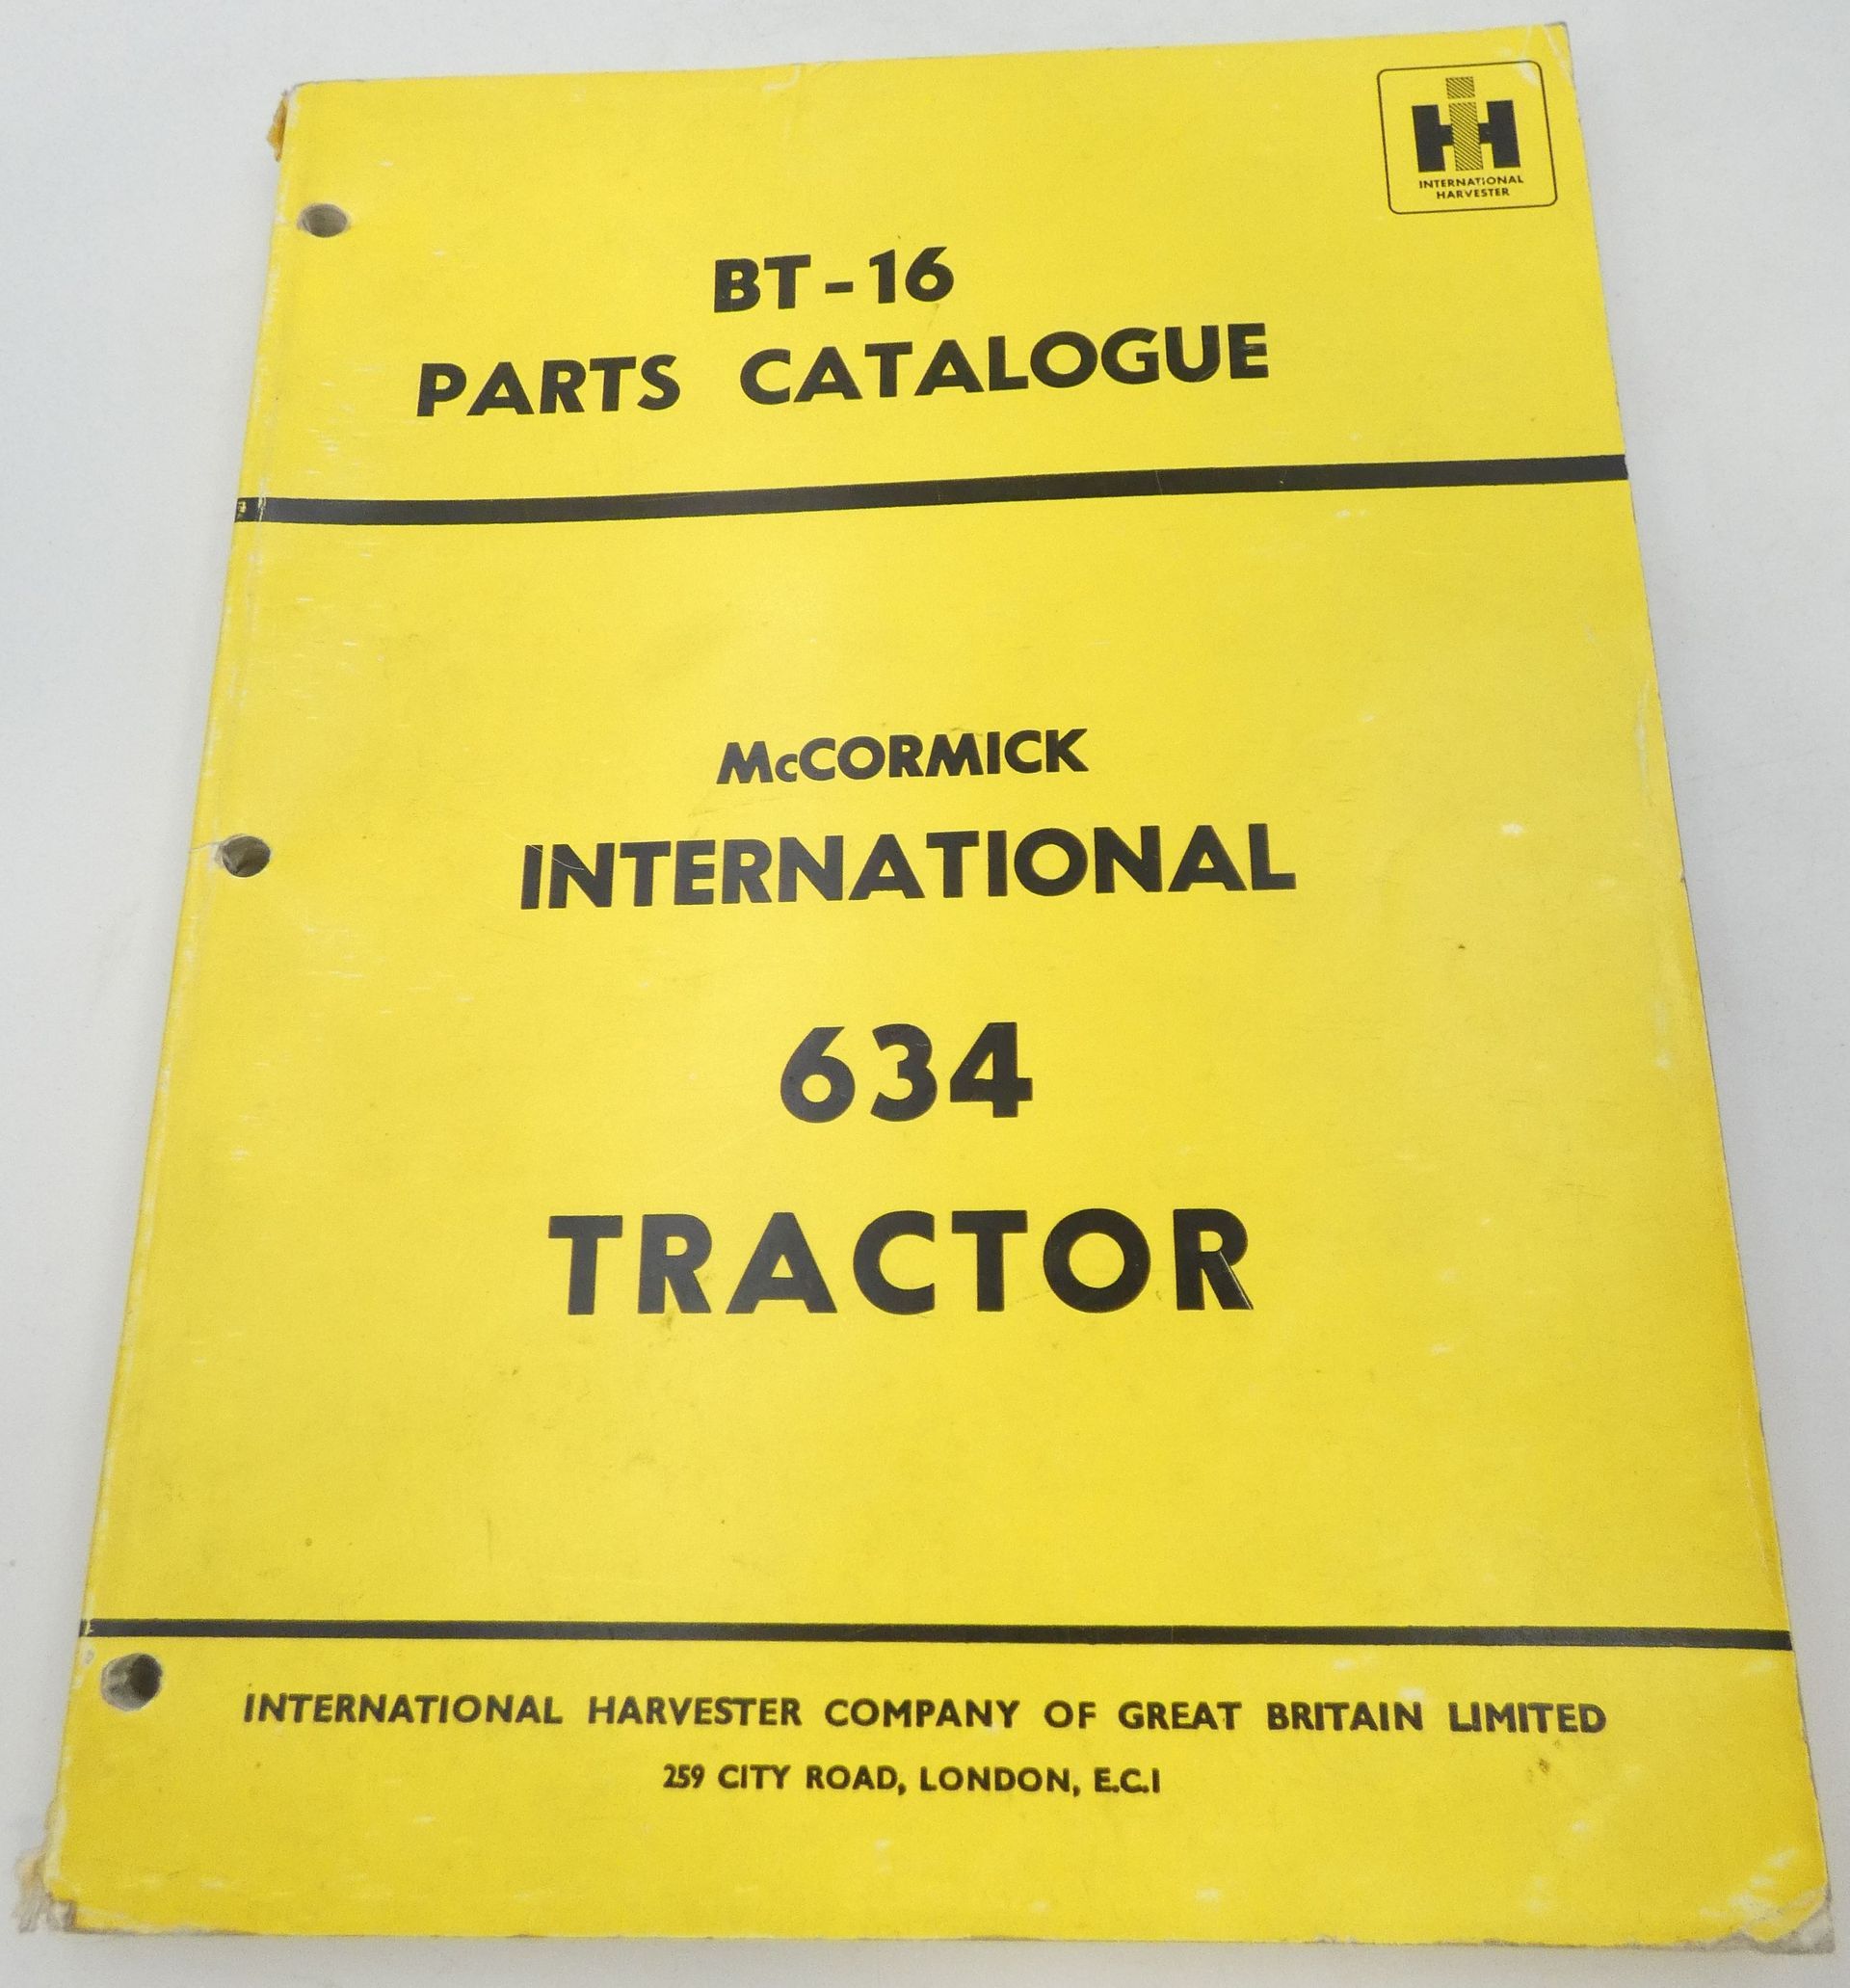 IH
INTERNATIONAL
HARVESTER
BT-16
PARTS CATALOGUE
McCORMICK
INTERNATIONAL
634
TRACTOR
INTERNATIONAL HARVESTER COMPANY OF GREAT BRITAIN LIMITED
259 CITY ROAD, LONDON, E.C.1